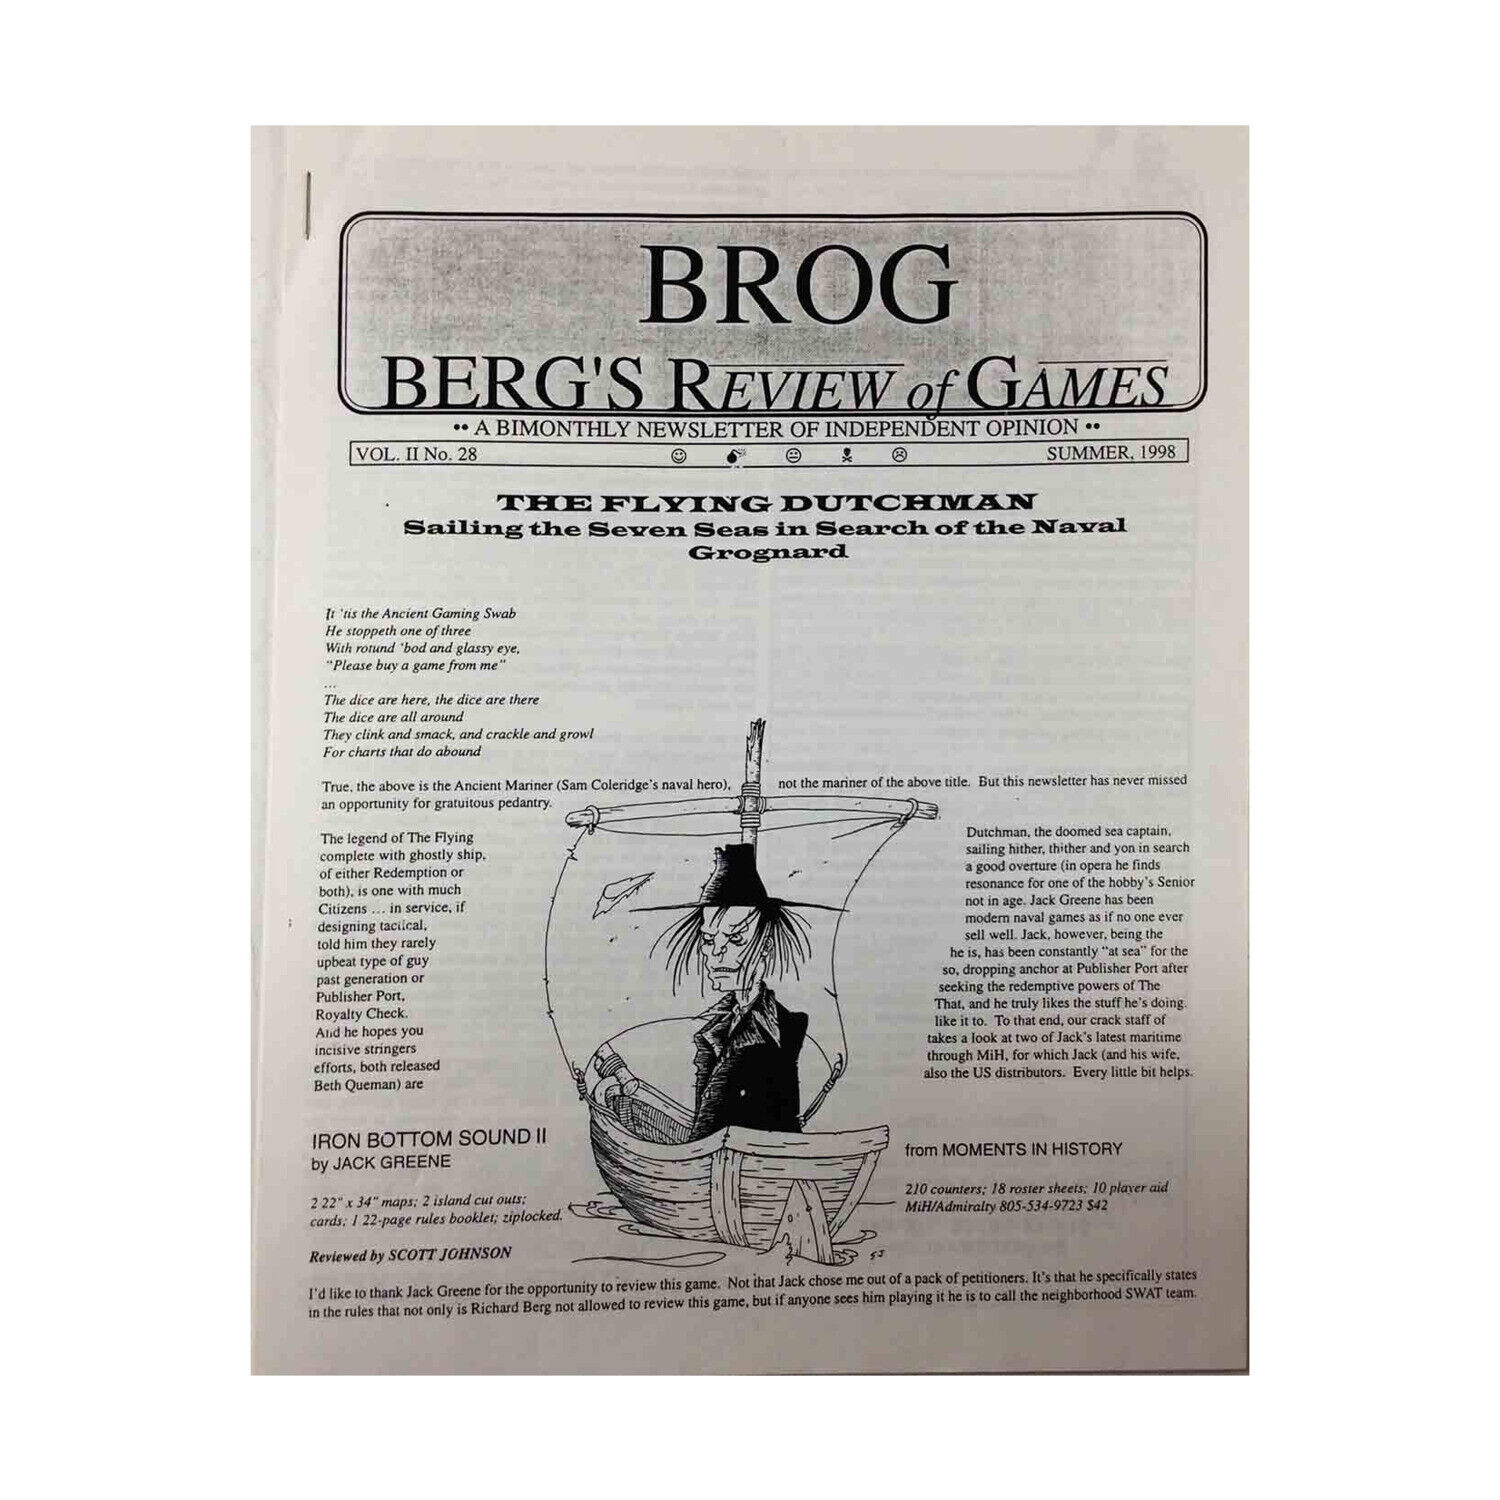 BROG
BERG'S REVIEW of GAMES
•• A BIMONTHLY NEWSLETTER OF INDEPENDENT OPINION ••
VOL. II No. 28 SUMMER, 1998
THE FLYING DUTCHMAN
Sailing the Seven Seas in Search of the Naval
Grognard
It 'tis the Ancient Gaming Swab
He stoppeth one of three
With rotund 'bod and glassy eye,
"Please buy a game from me"
...
The dice are here, the dice are there
The dice are all around
They clink and smack, and crackle and growl
For charts that do abound
True, the above is the Ancient Mariner (Sam Coleridge's naval hero), not the mariner of the above title. But this newsletter has never missed
an opportunity for gratuitous pedantry.
The legend of The Flying Dutchman, the doomed sea captain,
complete with ghostly ship, sailing hither, thither and yon in search
of either Redemption or a good overture (in opera he finds
both), is one with much resonance for one of the hobby's Senior
Citizens ... in service, if not in age. Jack Greene has been
designing tactical, modern naval games as if no one ever
told him they rarely sell well. Jack, however, being the
upbeat type of guy he is, has been constantly "at sea" for the
past generation or so, dropping anchor at Publisher Port after
Publisher Port, seeking the redemptive powers of The
Royalty Check. That, and he truly likes the stuff he's doing.
And he hopes you like it to. To that end, our crack staff of
incisive stringers takes a look at two of Jack's latest maritime
efforts, both released through MiH, for which Jack (and his wife,
Beth Queman) are also the US distributors. Every little bit helps.
IRON BOTTOM SOUND II from MOMENTS IN HISTORY
by JACK GREENE
2 22" x 34" maps; 2 island cut outs; 210 counters; 18 roster sheets; 10 player aid
cards; 1 22-page rules booklet; ziplocked. MiH/Admiralty 805-534-9723 $42
Reviewed by SCOTT JOHNSON
I'd like to thank Jack Greene for the opportunity to review this game. Not that Jack chose me out of a pack of petitioners. It's that he specifically states
in the rules that not only is Richard Berg not allowed to review this game, but if anyone sees him playing it he is to call the neighborhood SWAT team.